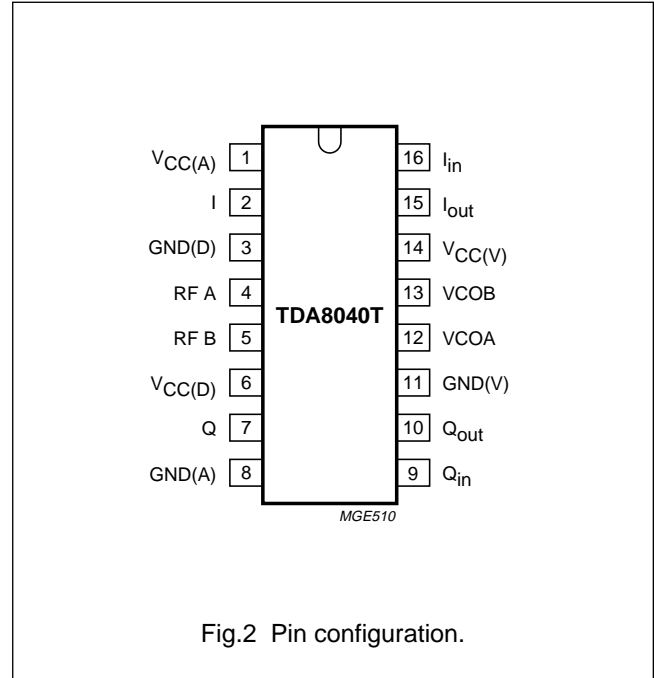 V_CC(A) 1 16 I_in
I 2 15 I_out
GND(D) 3 14 V_CC(V)
RF A 4 13 VCOB
TDA8040T
RF B 5 12 VCOA
V_CC(D) 6 11 GND(V)
Q 7 10 Q_out
GND(A) 8 9 Q_in
MGE510
Fig.2 Pin configuration.